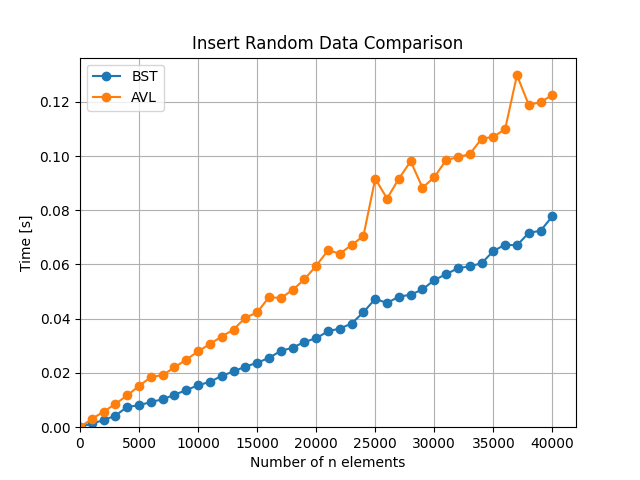 Insert Random Data Comparison
BST
AVL
0.12
0.10
0.08
0.06
0.04
0.02
0.00
Time [s]
0 5000 10000 15000 20000 25000 30000 35000 40000
Number of n elements